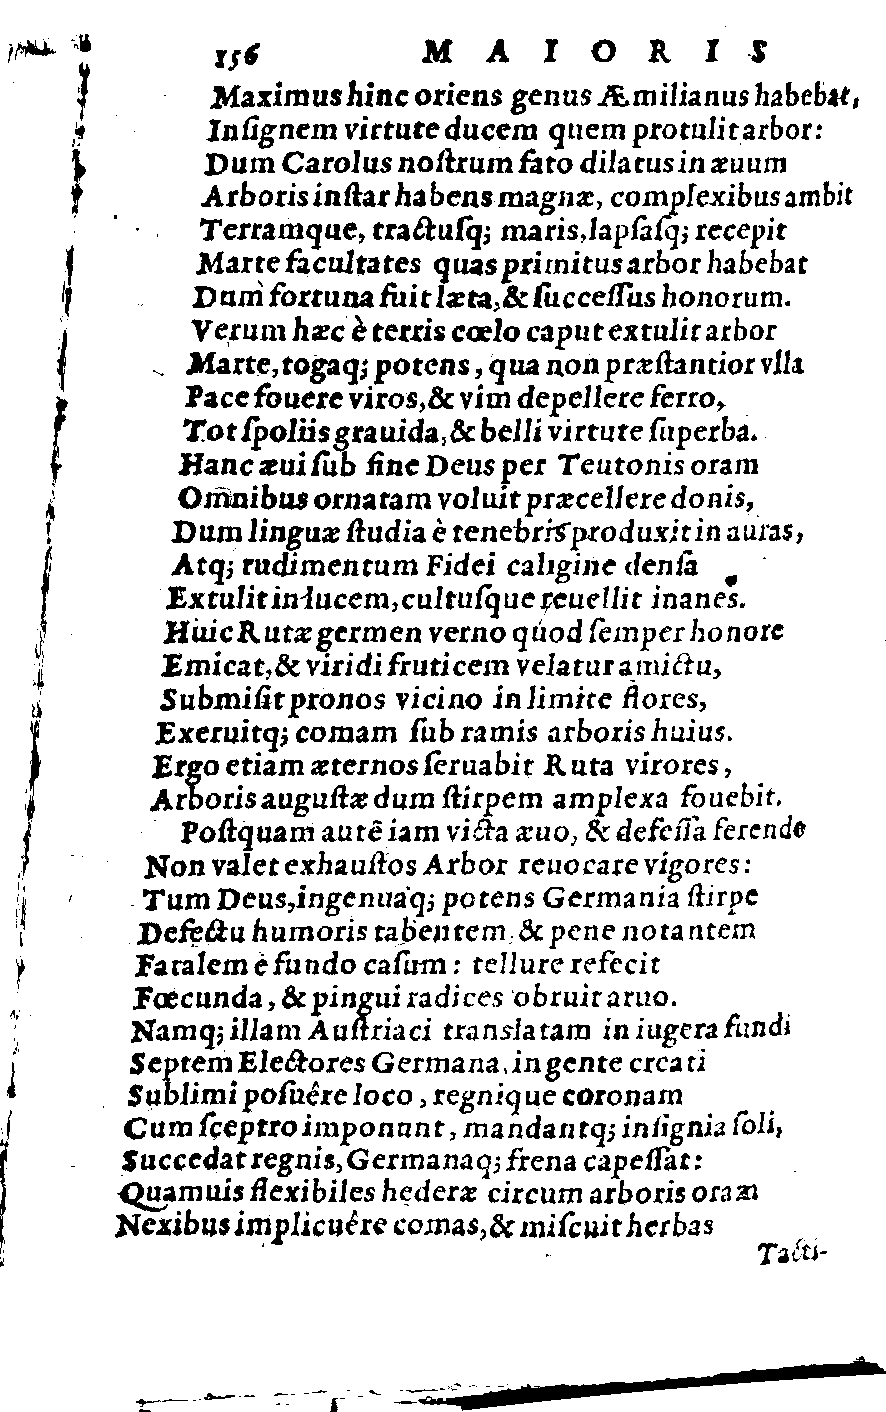 156 MAIORIS
Maximus hinc oriens genus Æmilianus habebat,
Inſignem virtute ducem quem protulit arbor:
Dum Carolus noſtrum fato dilatus in æuum
Arboris inſtar habens magnæ, complexibus ambit
Terramque, tractuſq; maris, lapſaſq; recepit
Marte facultates quas primitus arbor habebat
Dum fortuna fuit læta, & ſucceſſus honorum.
Verum hæc è terris cœlo caput extulit arbor
Marte, togaq; potens, qua non præſtantior vlla
Pace fouere viros, & vim depellere ferro,
Tot ſpoliis grauida, & belli virtute ſuperba.
Hanc æui ſub fine Deus per Teutonis oram
Omnibus ornatam voluit præcellere donis,
Dum linguæ ſtudia è tenebris produxit in auras,
Atq; rudimentum Fidei caligine denſa
Extulit in lucem, cultuſque reuellit inanes.
Huic Rutæ germen verno quod ſemper honore
Emicat, & viridi fruticem velatur amictu,
Submiſit pronos vicino in limite flores,
Exeruitq; comam ſub ramis arboris huius.
Ergo etiam æternos ſeruabit Ruta virores,
Arboris auguſtæ dum ſtirpem amplexa fouebit.
Poſtquam autē iam victa æuo, & defeſſa ferendo
Non valet exhauſtos Arbor reuocare vigores:
Tum Deus, ingenuaq; potens Germania ſtirpe
Defectu humoris tabentem & pene notantem
Fatalem è fundo caſum: tellure refecit
Fœcunda, & pingui radices obruit aruo.
Namq; illam Auſtriaci translatam in iugera fundi
Septem Electores Germana in gente creati
Sublimi poſuêre loco, regnique coronam
Cum ſceptro imponunt, mandantq; inſignia ſoli,
Succedat regnis, Germanaq; frena capeſſat:
Quamuis flexibiles hederæ circum arboris oram
Nexibus implicuêre comas, & miſcuit herbas
Tacti-